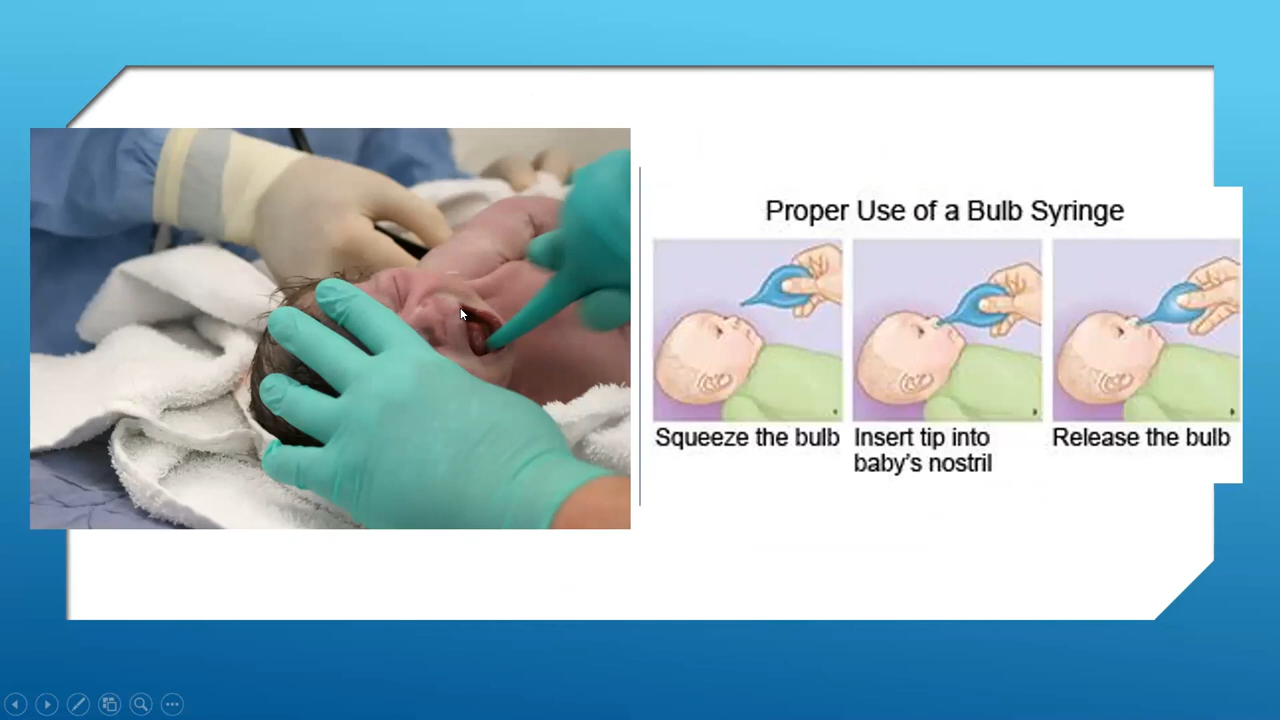 Proper Use of a Bulb Syringe
Squeeze the bulb
Insert tip into
baby's nostril
Release the bulb